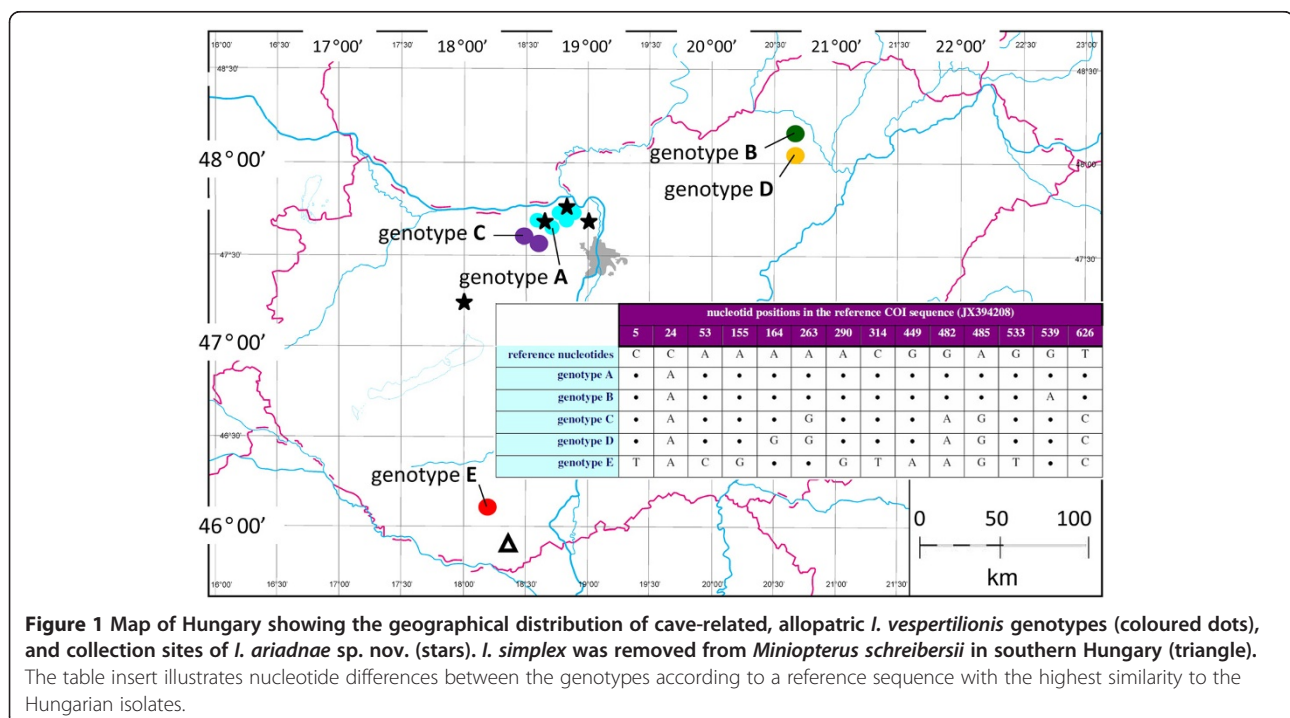 16°00' 16°30' 17°00' 18°00' 19°00' 19°30' 20°00' 20°30' 21°00' 21°30' 22°00' 22°30' 23°00'
48°30' 48°30'
48°00' 48°00'
genotype B
genotype D
genotype C
genotype A
47°30' 47°30'
47°00'
nucleotid positions in the reference COI sequence (JX394208)
5 24 53 155 164 263 290 314 449 482 485 533 539 626
reference nucleotides C C A A A A A C G G A G G T
genotype A • A • • • • • • • • • • • •
genotype B • A • • • • • • • • • • A •
genotype C • A • • • G • • • A G • • C
genotype D • A • • G G • • • A G • • C
genotype E T A C G • • G T A A G T • C
46°30'
genotype E
46°00'
0 50 100
km
16°00' 16°30' 17°00' 17°30' 18°00' 18°30' 19°00' 19°30' 20°00' 20°30' 21°00' 21°30'
Figure 1 Map of Hungary showing the geographical distribution of cave-related, allopatric I. vespertilionis genotypes (coloured dots),
and collection sites of I. ariadnae sp. nov. (stars). I. simplex was removed from Miniopterus schreibersii in southern Hungary (triangle).
The table insert illustrates nucleotide differences between the genotypes according to a reference sequence with the highest similarity to the
Hungarian isolates.